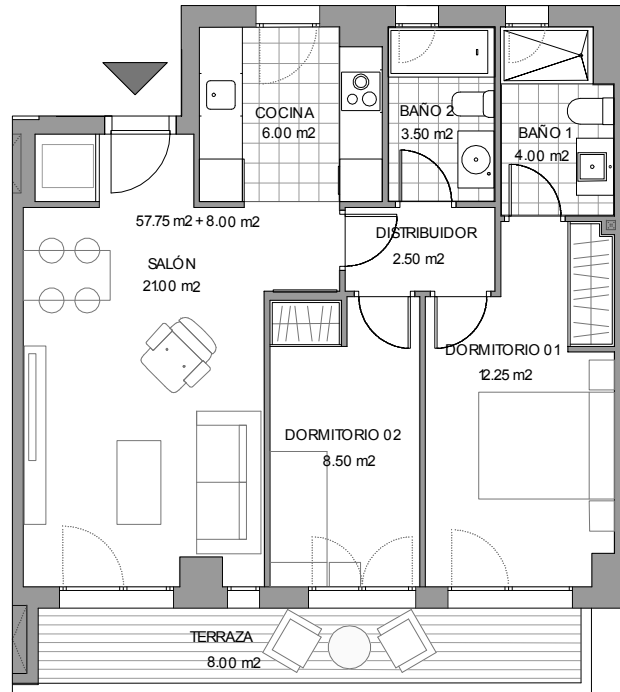 COCINA
6.00 m2
BAÑO 2
3.50 m2
BAÑO 1
4.00 m2
57.75 m2 + 8.00 m2
DISTRIBUIDOR
2.50 m2
SALÓN
21.00 m2
DORMITORIO 01
12.25 m2
DORMITORIO 02
8.50 m2
TERRAZA
8.00 m2